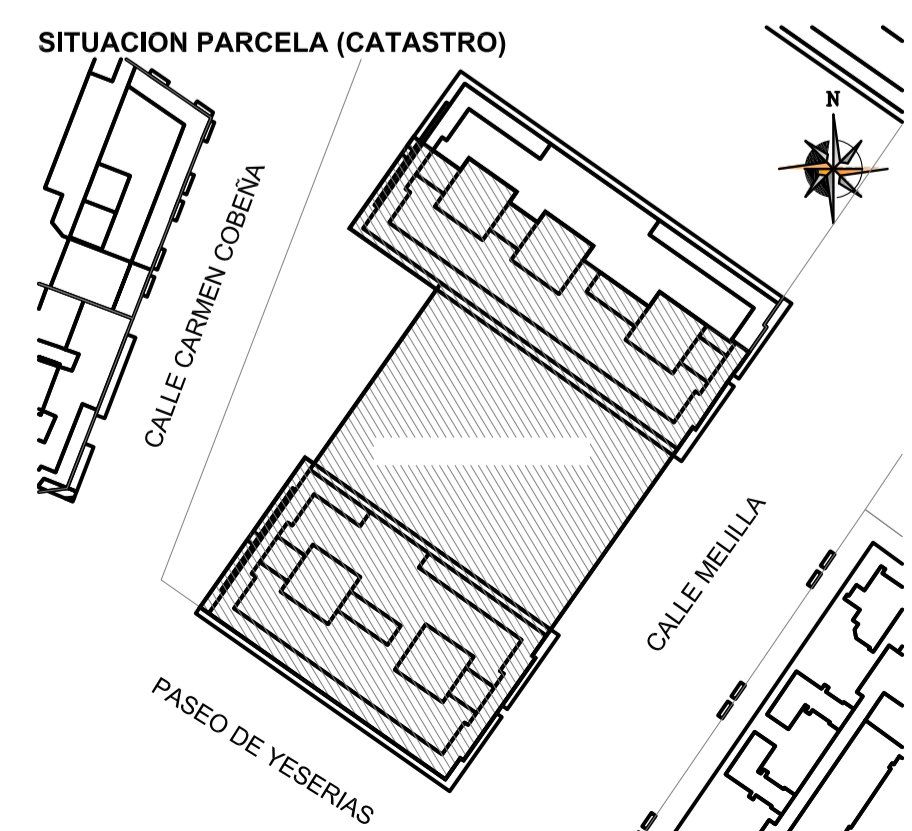 SITUACION PARCELA (CATASTRO)
N
CALLE CARMEN COBEÑA
CALLE MELILLA
PASEO DE YESERIAS